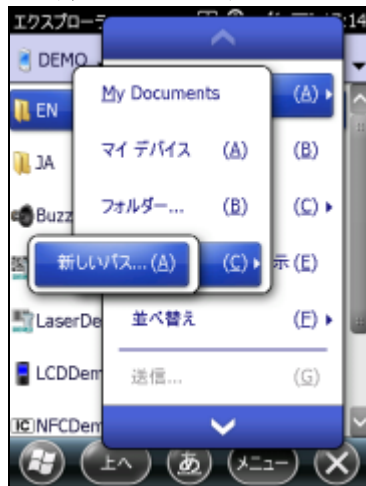 エクスプローラ
:14
DEMO
My Documents
(A)
EN
マイ デバイス (A)
(B)
JA
フォルダー... (B)
(C)
Buzz
新しいパス... (A)
(C)
示 (E)
LaserDe
並べ替え
(F)
LCDDem
送信...
(G)
NFCDem
上へ
あ
メニュー